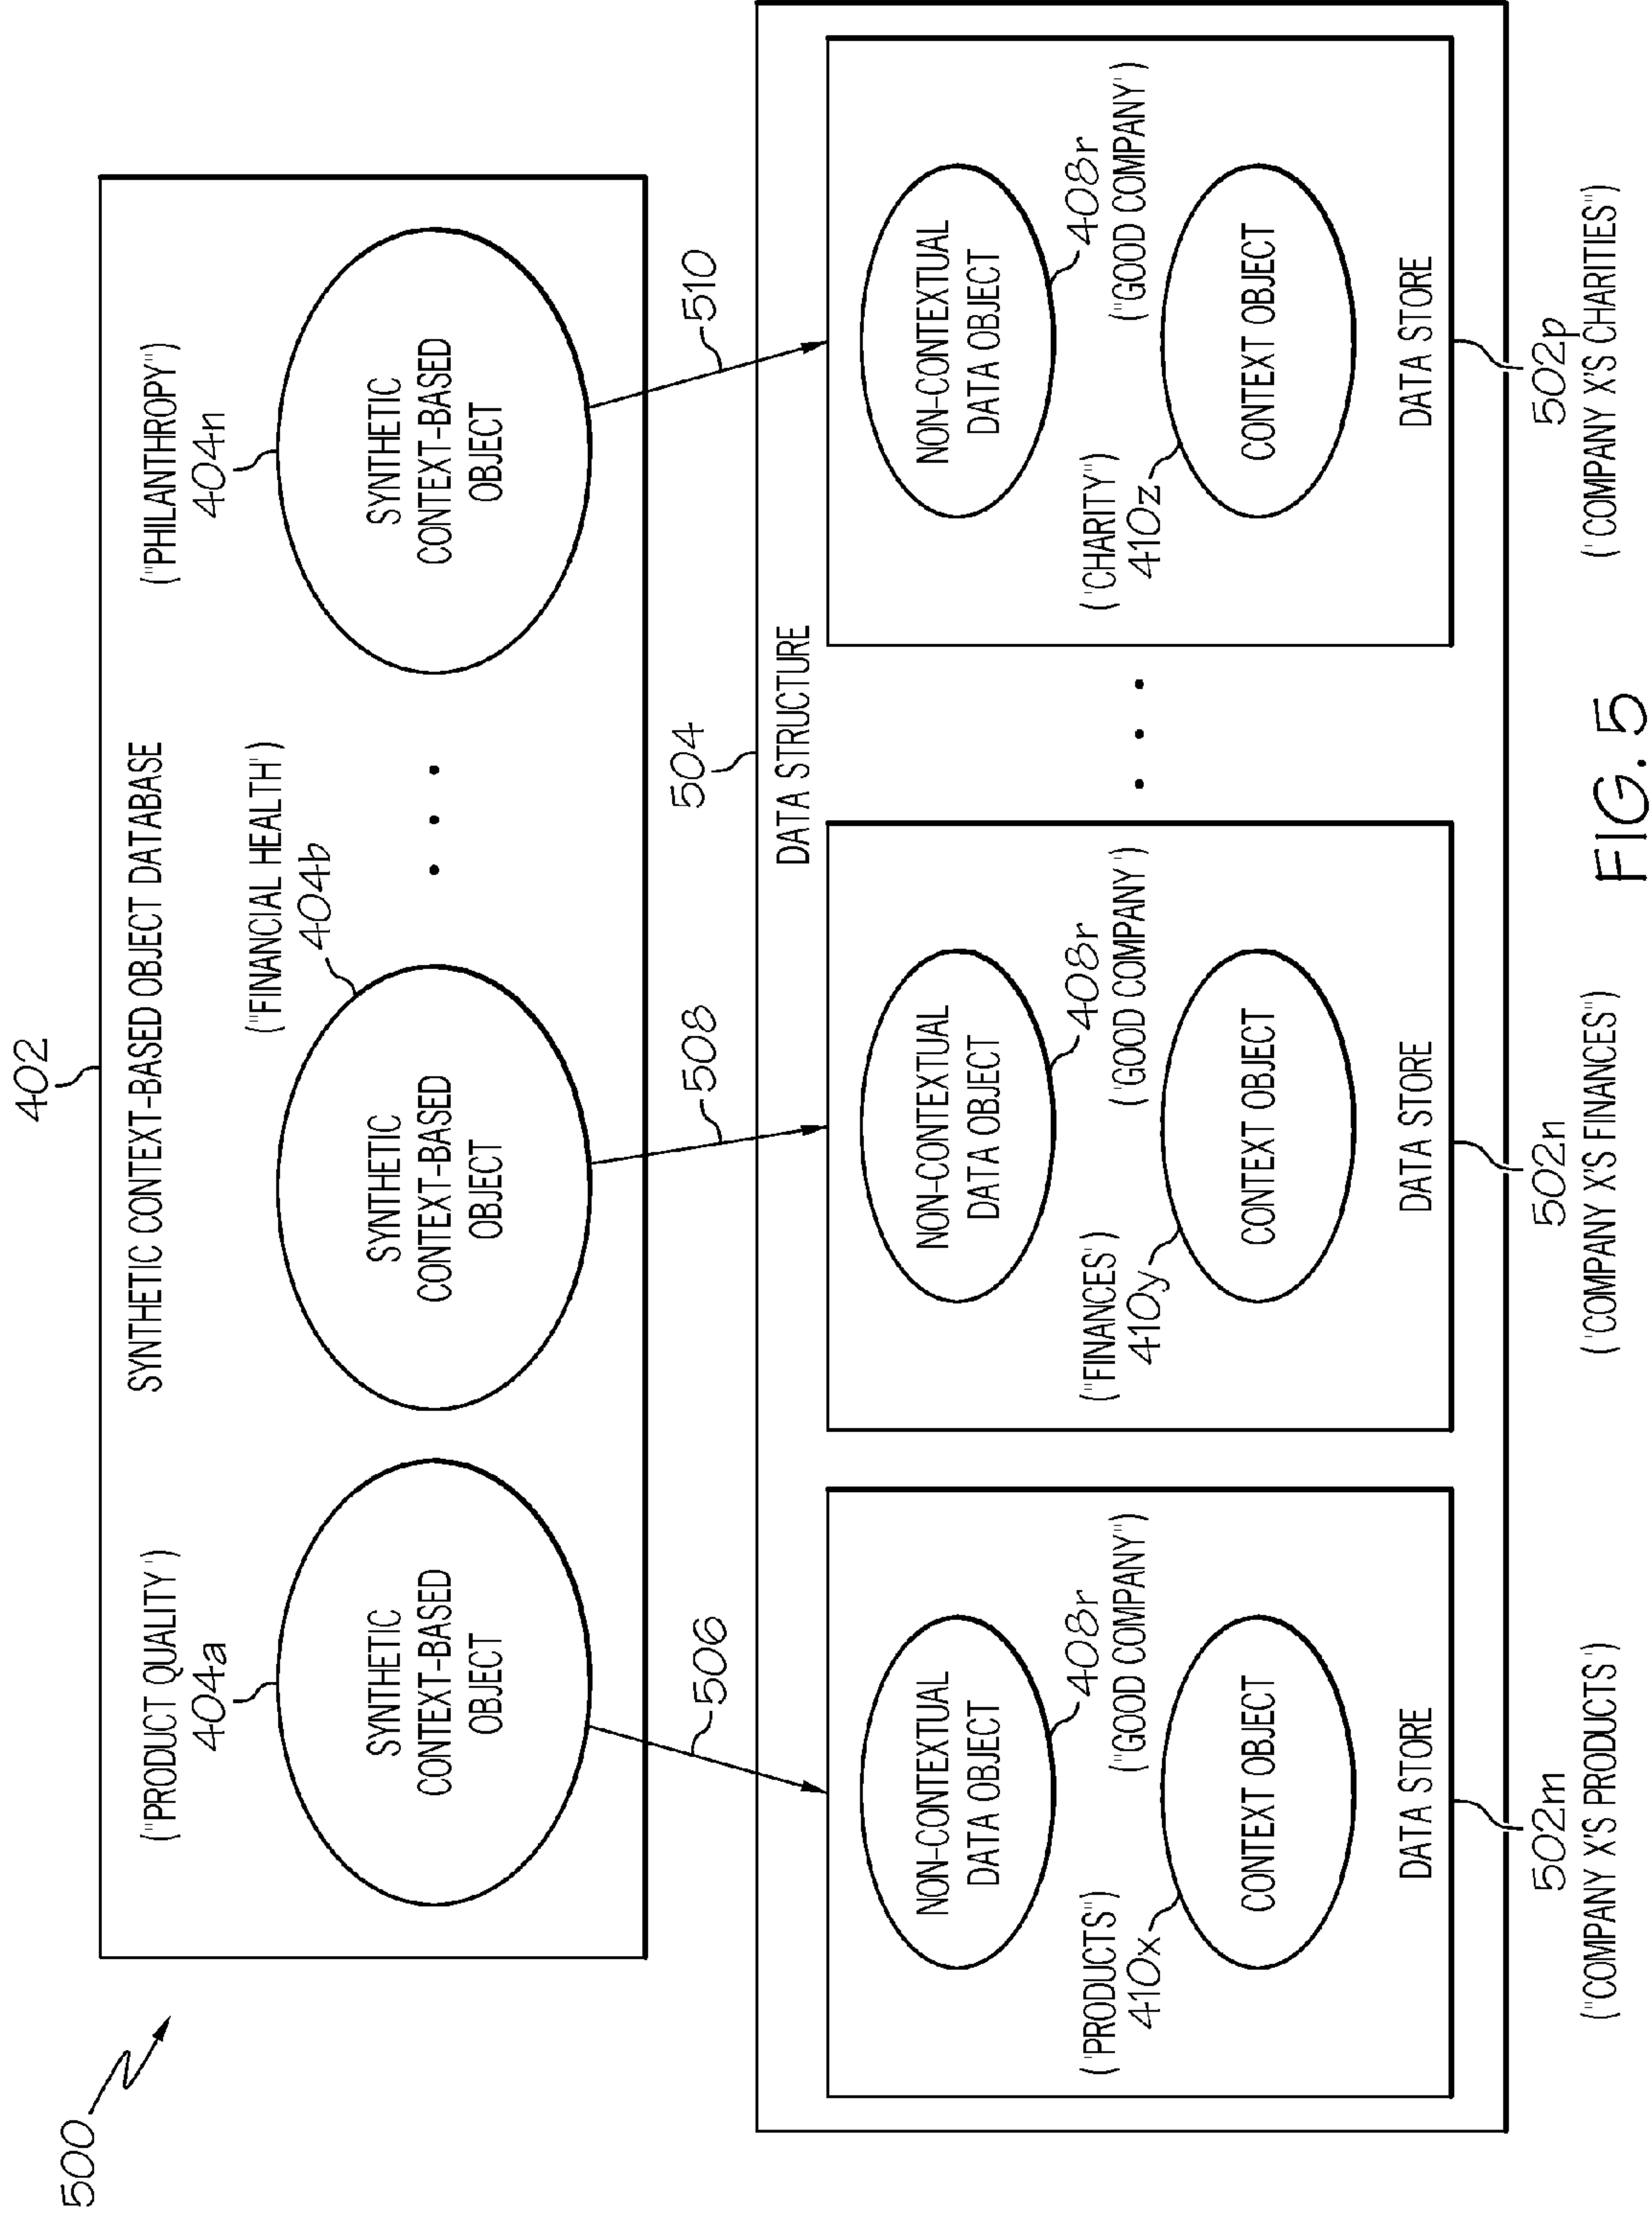 500
402
SYNTHETIC CONTEXT-BASED OBJECT DATABASE
("PRODUCT QUALITY")
404a
SYNTHETIC
CONTEXT-BASED
OBJECT
("FINANCIAL HEALTH")
404b
SYNTHETIC
CONTEXT-BASED
OBJECT
("PHILANTHROPY")
404n
SYNTHETIC
CONTEXT-BASED
OBJECT
506
508
504
510
DATA STRUCTURE
NON-CONTEXTUAL
DATA OBJECT
408r
("GOOD COMPANY")
("PRODUCTS")
410x
CONTEXT OBJECT
DATA STORE
502m
("COMPANY X'S PRODUCTS")
NON-CONTEXTUAL
DATA OBJECT
408r
("GOOD COMPANY")
("FINANCES")
410y
CONTEXT OBJECT
DATA STORE
502n
("COMPANY X'S FINANCES")
NON-CONTEXTUAL
DATA OBJECT
408r
("GOOD COMPANY")
("CHARITY")
410z
CONTEXT OBJECT
DATA STORE
502p
("COMPANY X'S CHARITIES")
FIG. 5